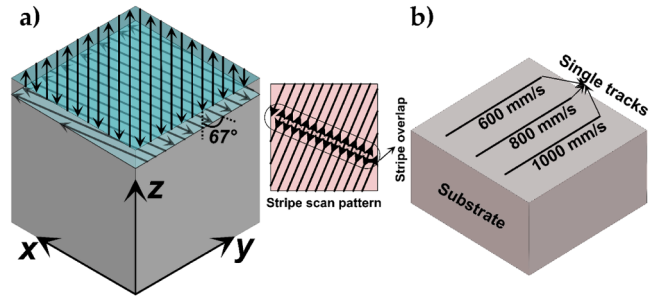 a)
67°
z
x
y
Stripe scan pattern
Stripe overlap
b)
Single tracks
600 mm/s
800 mm/s
1000 mm/s
Substrate